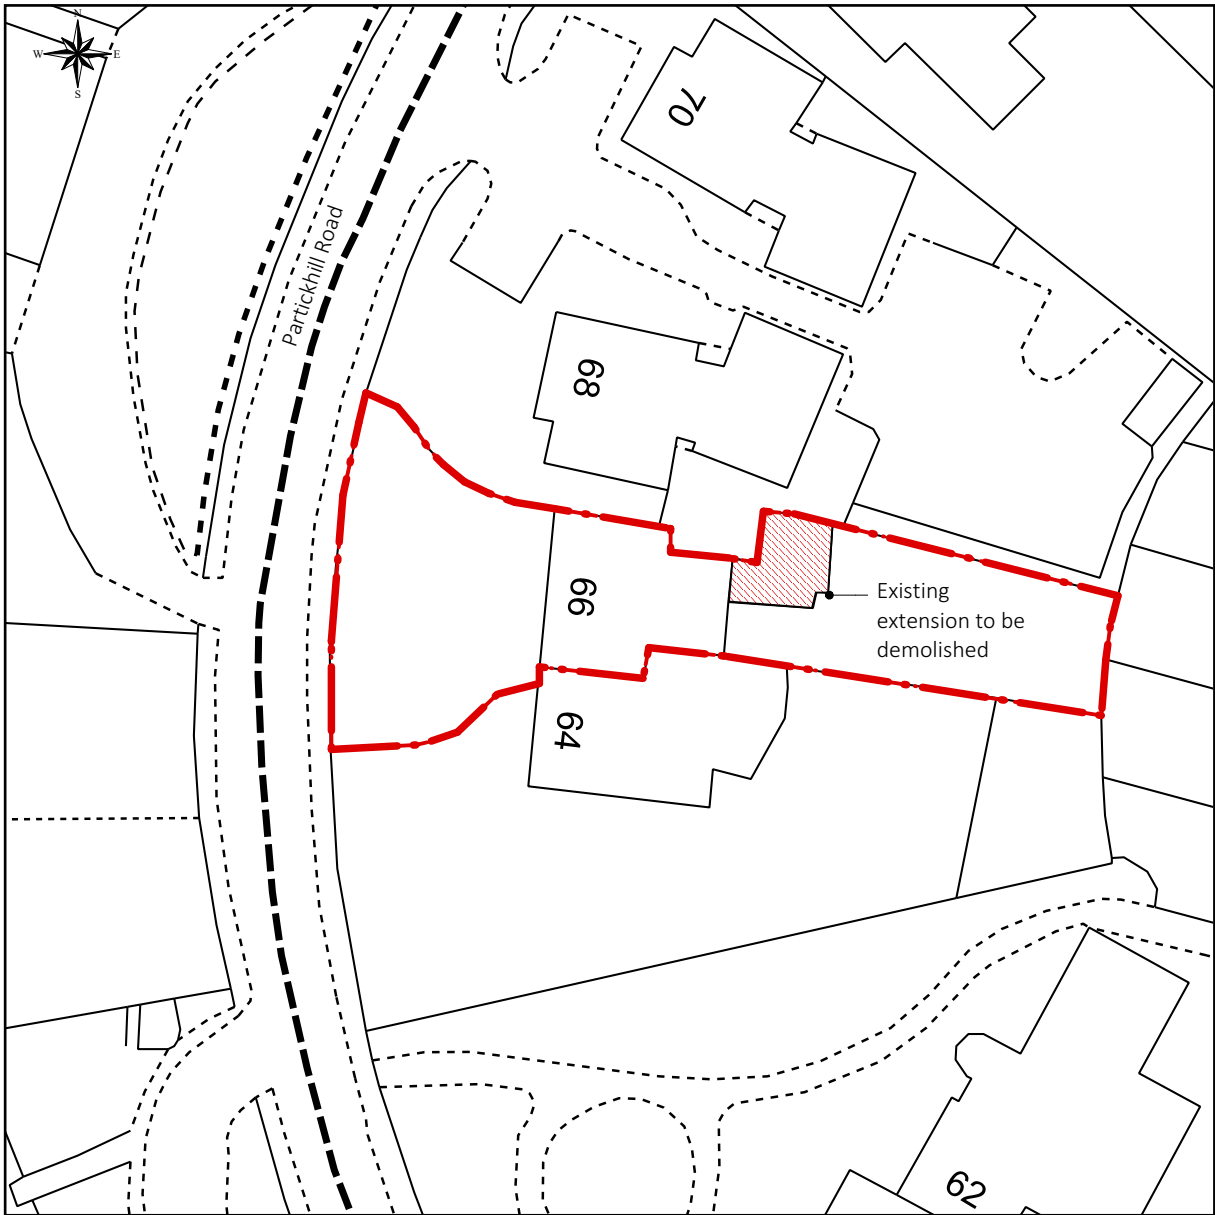 N
W E
S
70
Partickhill Road
68
66
Existing
extension to be
demolished
64
62